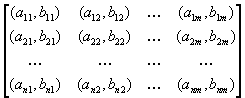 (a₁₁, b₁₁) (a₁₂, b₁₂) ... (a₁ₘ, b₁ₘ)
(a₂₁, b₂₁) (a₂₂, b₂₂) ... (a₂ₘ, b₂ₘ)
... ... ... ...
(aₙ₁, bₙ₁) (aₙ₂, bₙ₂) ... (aₙₘ, bₙₘ)